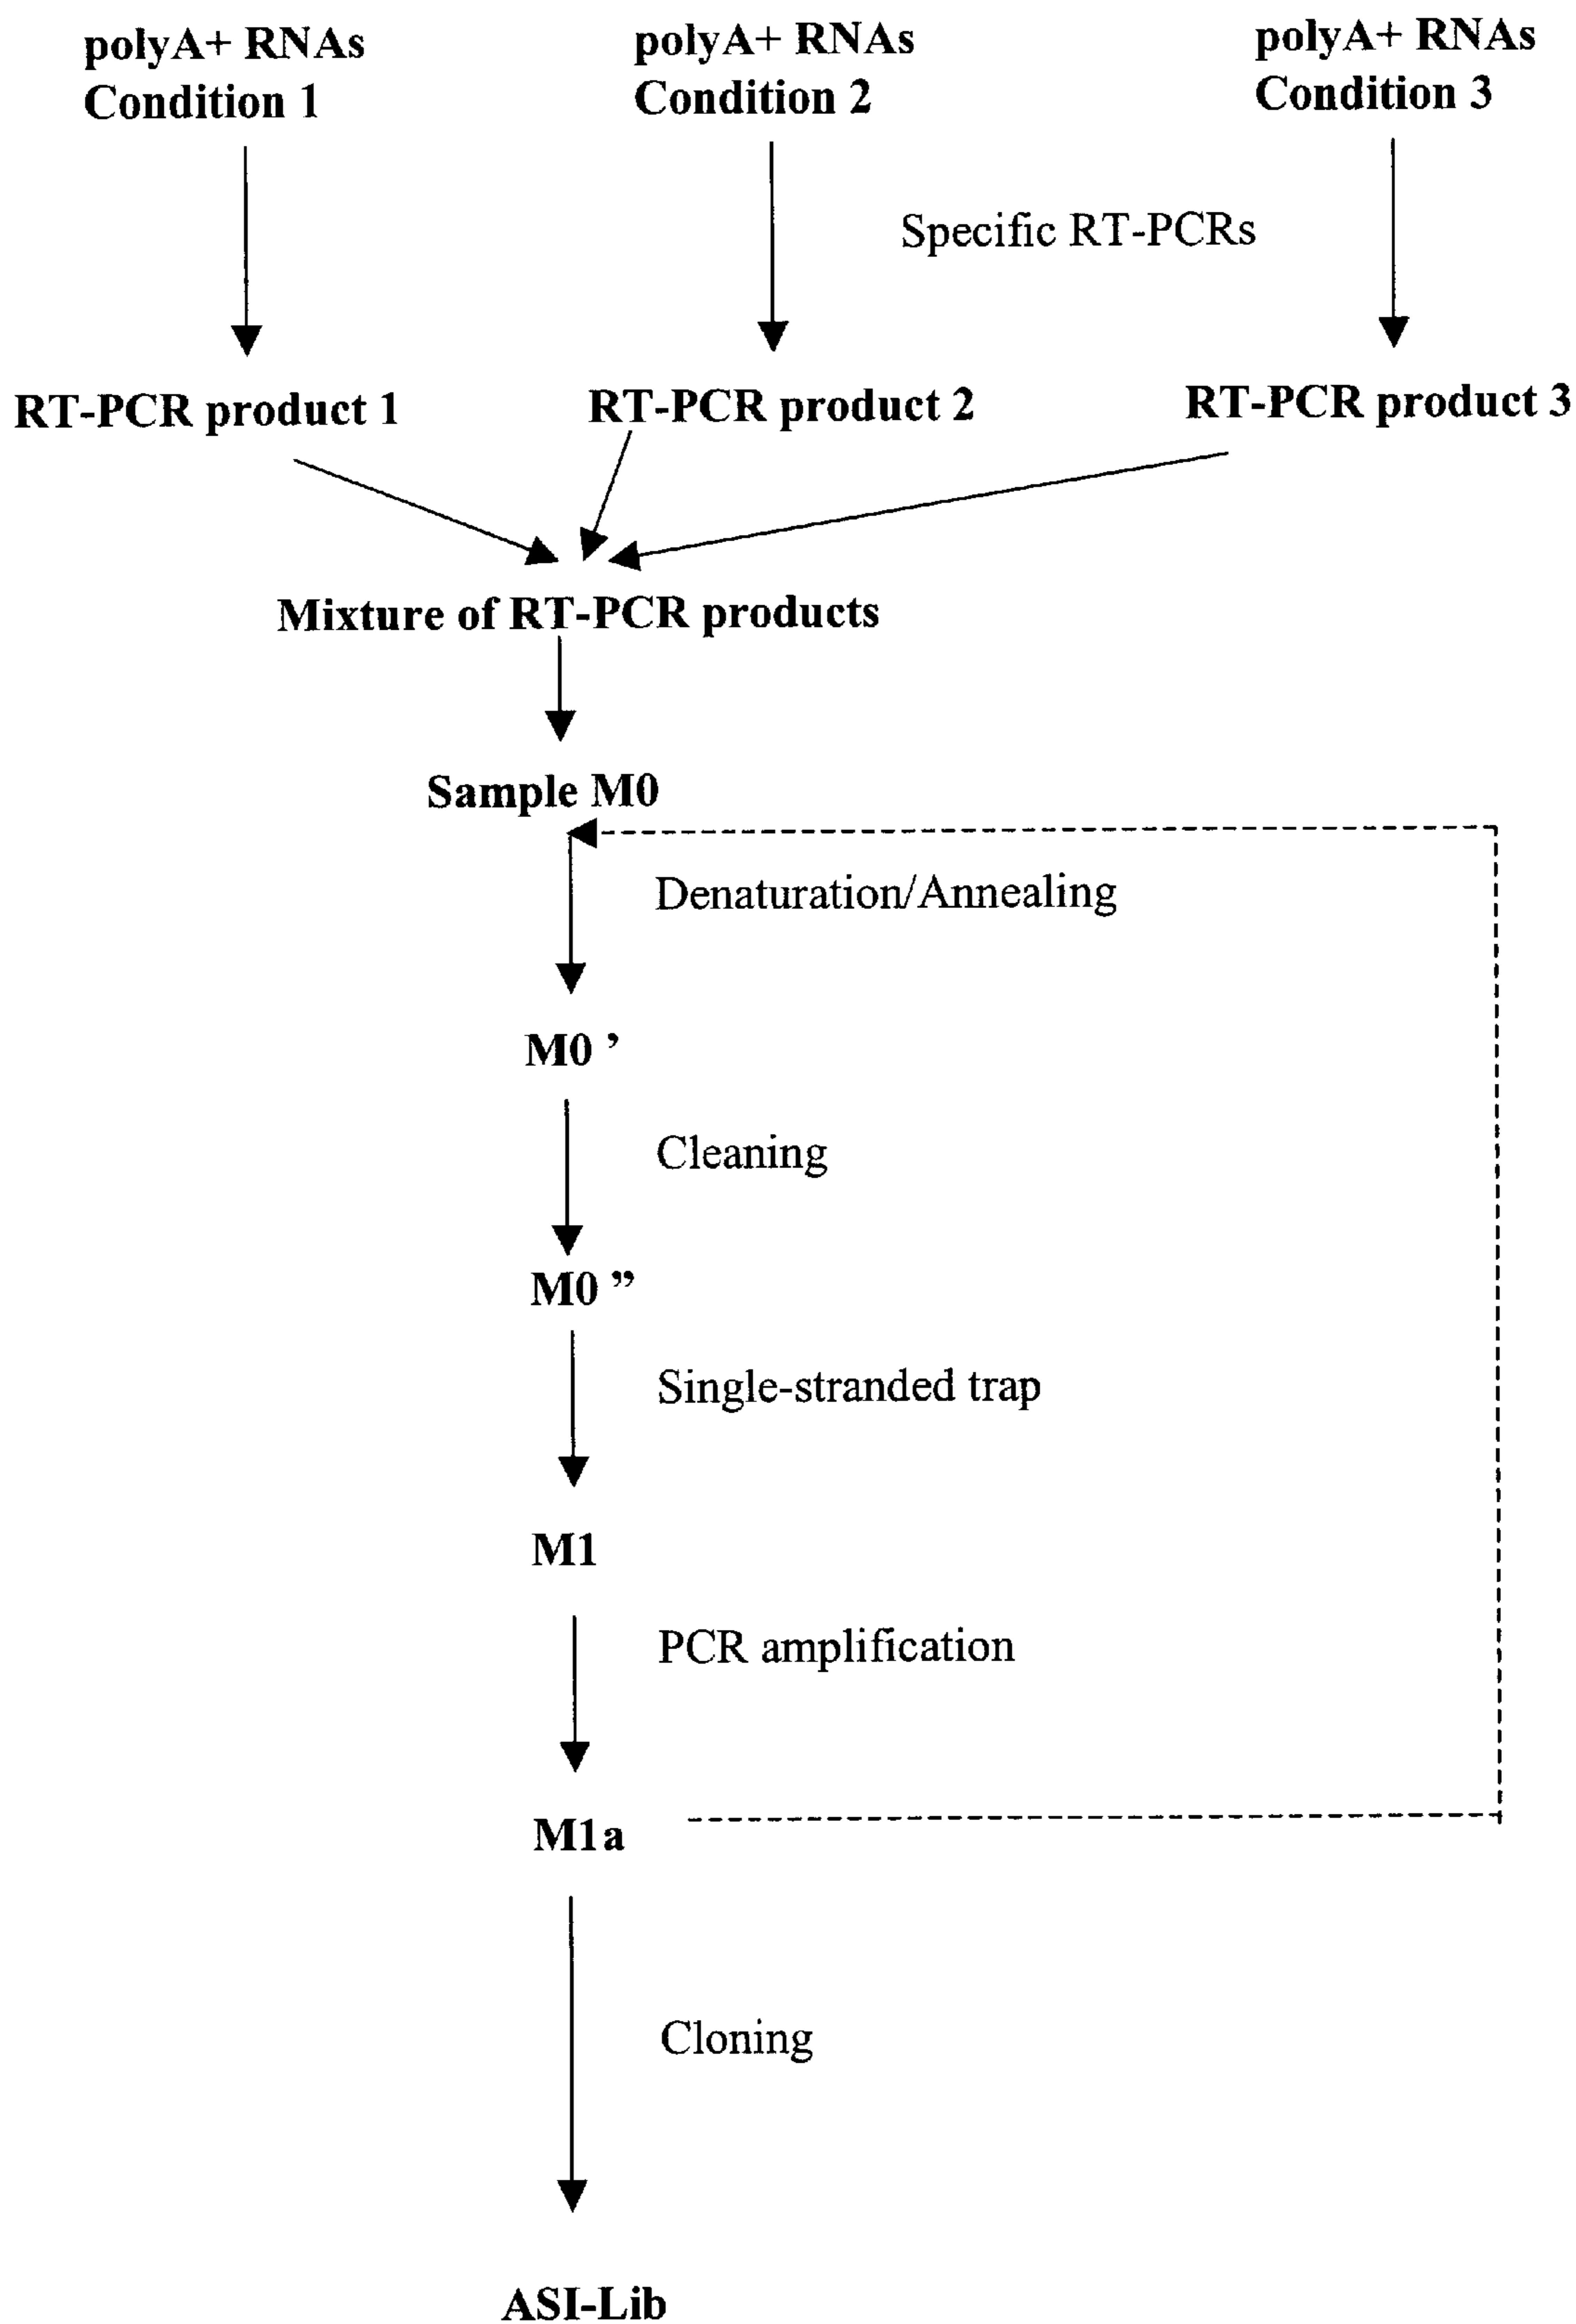 polyA+ RNAs
Condition 1
polyA+ RNAs
Condition 2
polyA+ RNAs
Condition 3
Specific RT-PCRs
RT-PCR product 1
RT-PCR product 2
RT-PCR product 3
Mixture of RT-PCR products
Sample M0
Denaturation/Annealing
M0 ’
Cleaning
M0 ”
Single-stranded trap
M1
PCR amplification
M1a
Cloning
ASI-Lib